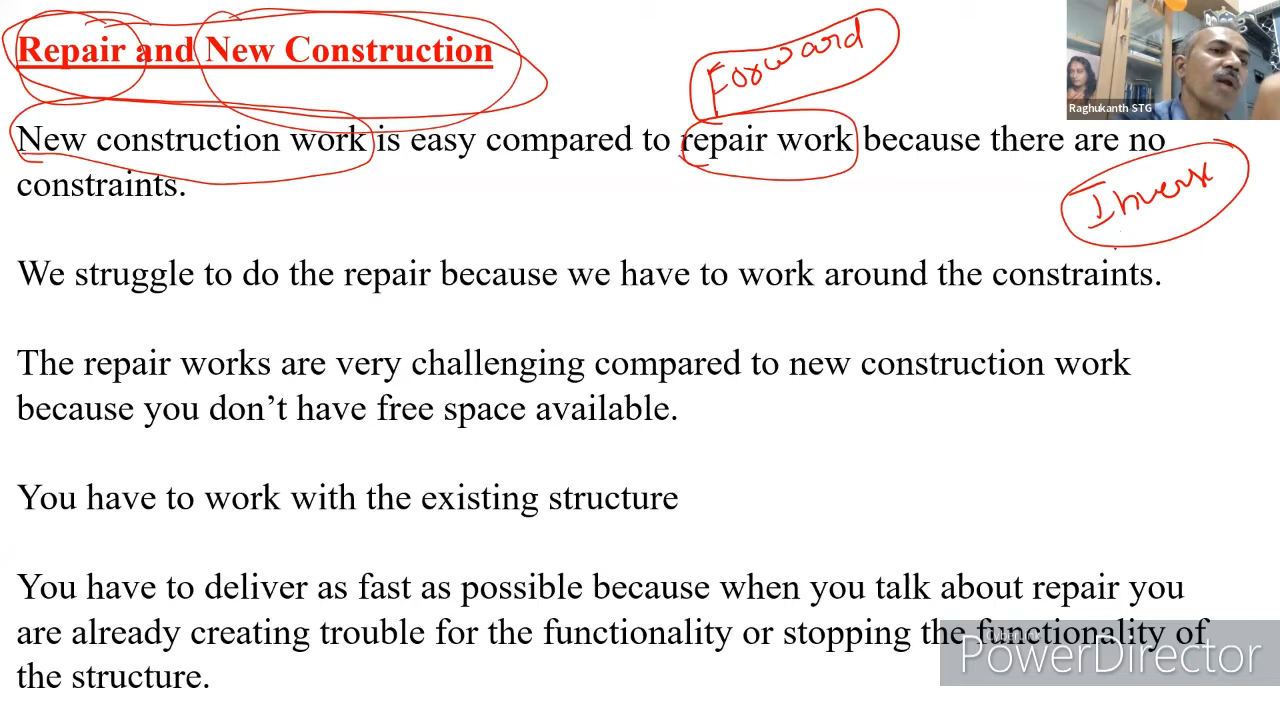 Repair and New Construction
Forward
Raghukanth STG
New construction work is easy compared to repair work because there are no
constraints.
Inverse
We struggle to do the repair because we have to work around the constraints.
The repair works are very challenging compared to new construction work
because you don’t have free space available.
You have to work with the existing structure
You have to deliver as fast as possible because when you talk about repair you
are already creating trouble for the functionality or stopping the functionality of
the structure.
CyberLink
PowerDirector